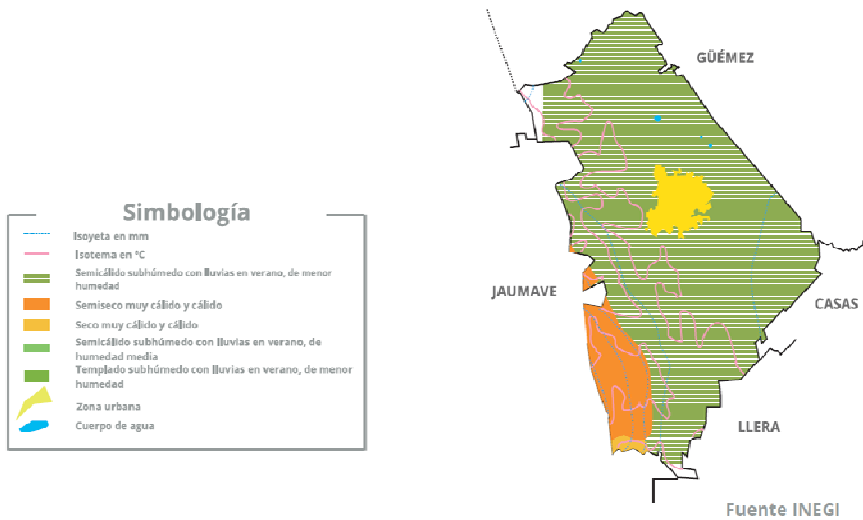 Simbología
Isoyeta en mm
Isotema en °C
Semicálido subhúmedo con lluvias en verano, de menor
humedad
Semiseco muy cálido y cálido
Seco muy cálido y cálido
Semicálido subhúmedo con lluvias en verano, de
humedad media
Templado subhúmedo con lluvias en verano, de menor
humedad
Zona urbana
Cuerpo de agua
GÜÉMEZ
JAUMAVE
CASAS
LLERA
Fuente INEGI